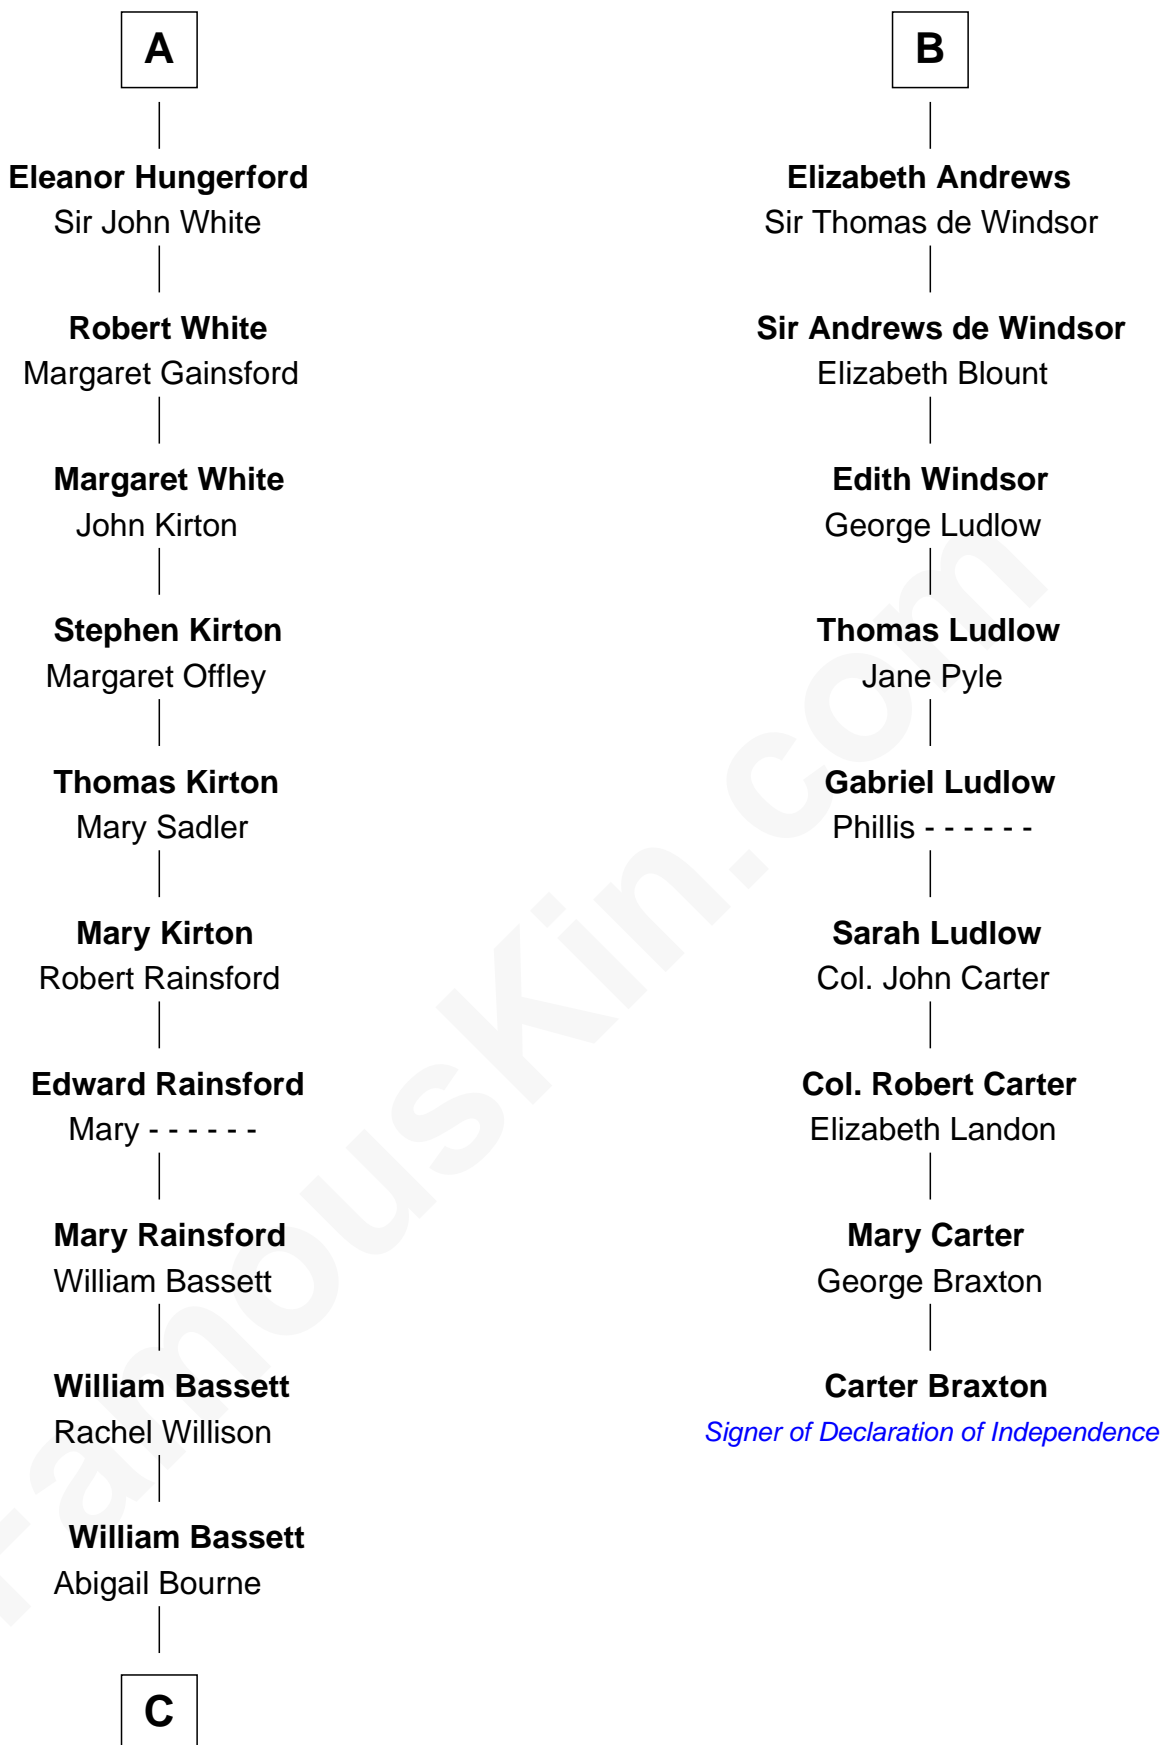 A
Eleanor Hungerford
Sir John White
Robert White
Margaret Gainsford
Margaret White
John Kirton
Stephen Kirton
Margaret Offley
Thomas Kirton
Mary Sadler
Mary Kirton
Robert Rainsford
Edward Rainsford
Mary - - - - - -
Mary Rainsford
William Bassett
William Bassett
Rachel Willison
William Bassett
Abigail Bourne
C
B
Elizabeth Andrews
Sir Thomas de Windsor
Sir Andrews de Windsor
Elizabeth Blount
Edith Windsor
George Ludlow
Thomas Ludlow
Jane Pyle
Gabriel Ludlow
Phillis - - - - - -
Sarah Ludlow
Col. John Carter
Col. Robert Carter
Elizabeth Landon
Mary Carter
George Braxton
Carter Braxton
Signer of Declaration of Independence
FamousKin.com